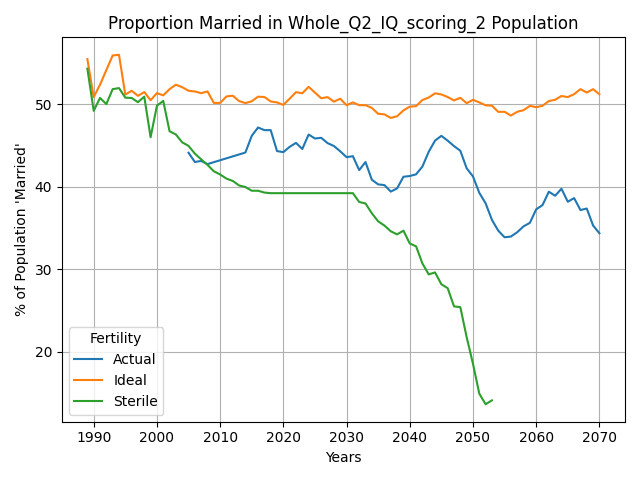 Proportion Married in Whole_Q2_IQ_scoring_2 Population
% of Population 'Married'
50
40
30
20
Fertility
Actual
Ideal
Sterile
1990 2000 2010 2020 2030 2040 2050 2060 2070
Years